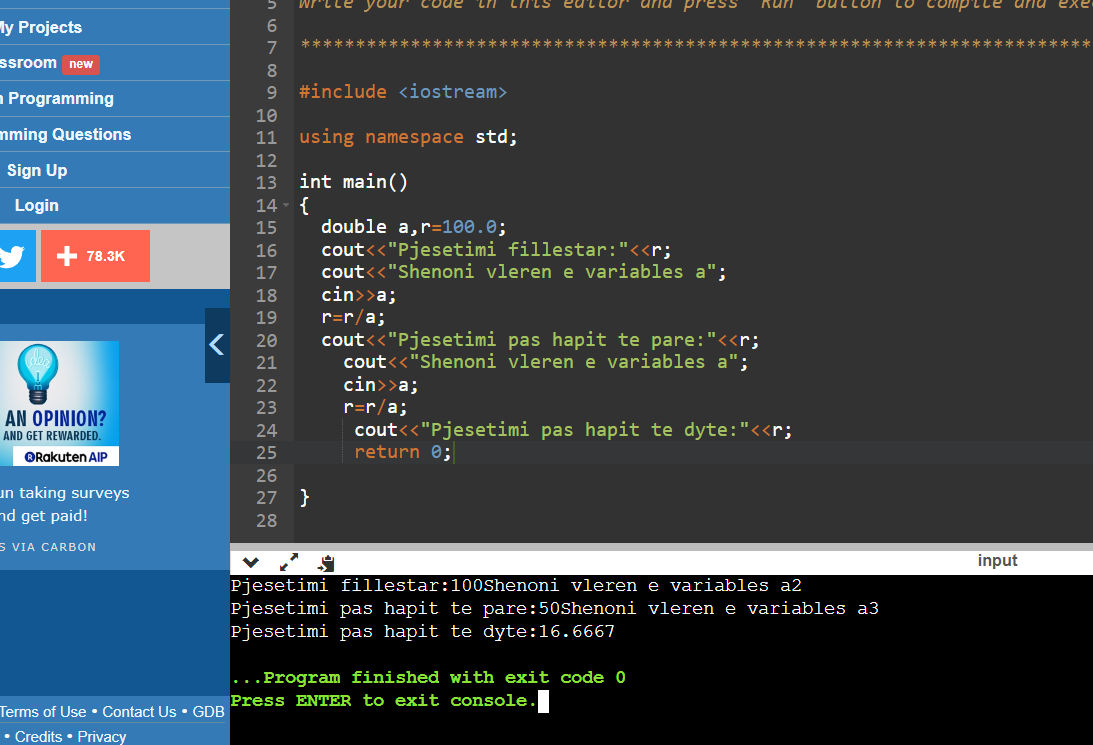 My Projects
ssroom new
n Programming
mming Questions
Sign Up
Login
78.3K
idea
AN OPINION?
AND GET REWARDED.
Rakuten AIP
un taking surveys
nd get paid!
S VIA CARBON
Terms of Use • Contact Us • GDB
• Credits • Privacy
5 Write your code in this editor and press "Run" button to compile and exe
6
7 *************************************************************************
8
9 #include <iostream>
10
11 using namespace std;
12
13 int main()
14 {
15 double a,r=100.0;
16 cout<<"Pjesetimi fillestar:"<<r;
17 cout<<"Shenoni vleren e variables a";
18 cin>>a;
19 r=r/a;
20 cout<<"Pjesetimi pas hapit te pare:"<<r;
21 cout<<"Shenoni vleren e variables a";
22 cin>>a;
23 r=r/a;
24 cout<<"Pjesetimi pas hapit te dyte:"<<r;
25 return 0;
26
27 }
28
input
Pjesetimi fillestar:100Shenoni vleren e variables a2
Pjesetimi pas hapit te pare:50Shenoni vleren e variables a3
Pjesetimi pas hapit te dyte:16.6667
...Program finished with exit code 0
Press ENTER to exit console.